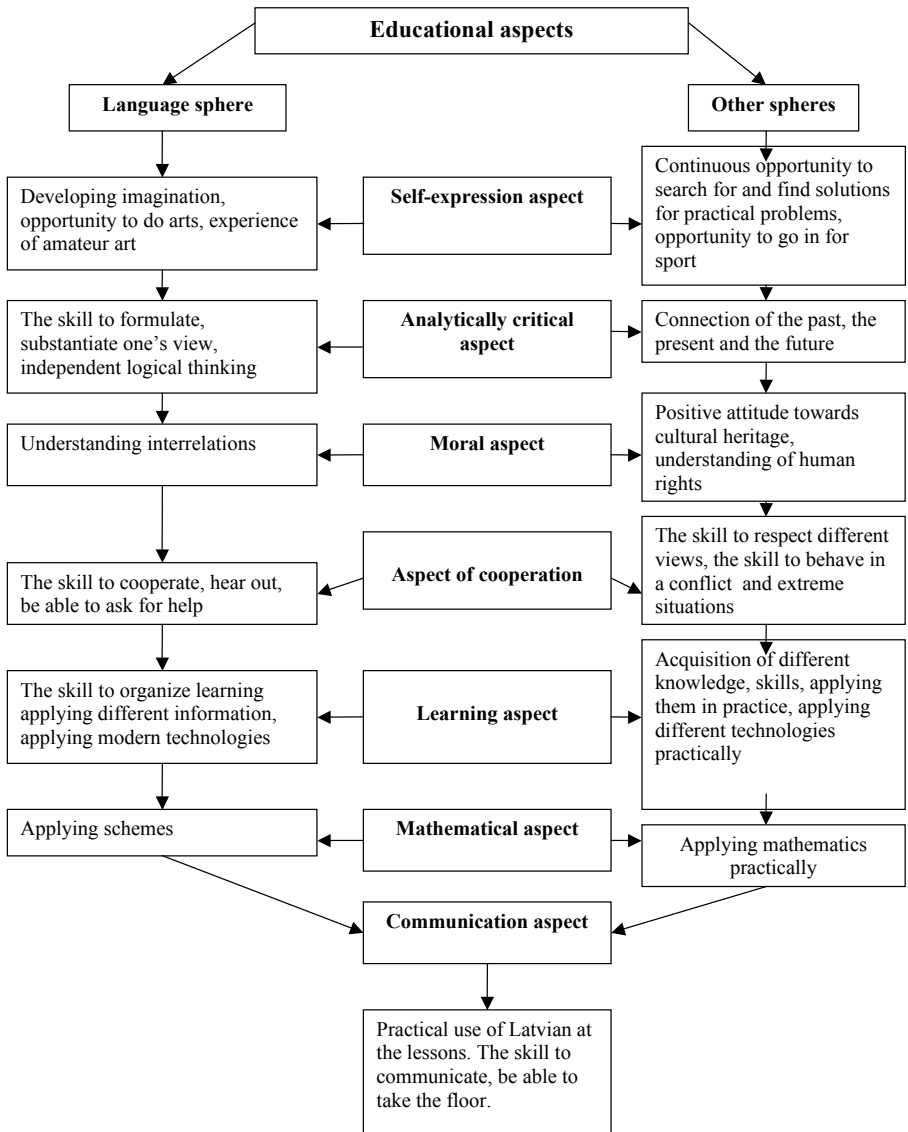 Educational aspects
Language sphere
Other spheres
Developing imagination,
opportunity to do arts, experience
of amateur art
Self-expression aspect
Continuous opportunity to
search for and find solutions
for practical problems,
opportunity to go in for
sport
The skill to formulate,
substantiate one’s view,
independent logical thinking
Analytically critical
aspect
Connection of the past, the
present and the future
Understanding interrelations
Moral aspect
Positive attitude towards
cultural heritage,
understanding of human
rights
The skill to cooperate, hear out,
be able to ask for help
Aspect of cooperation
The skill to respect different
views, the skill to behave in
a conflict and extreme
situations
The skill to organize learning
applying different information,
applying modern technologies
Learning aspect
Acquisition of different
knowledge, skills, applying
them in practice, applying
different technologies
practically
Applying schemes
Mathematical aspect
Applying mathematics
practically
Communication aspect
Practical use of Latvian at
the lessons. The skill to
communicate, be able to
take the floor.